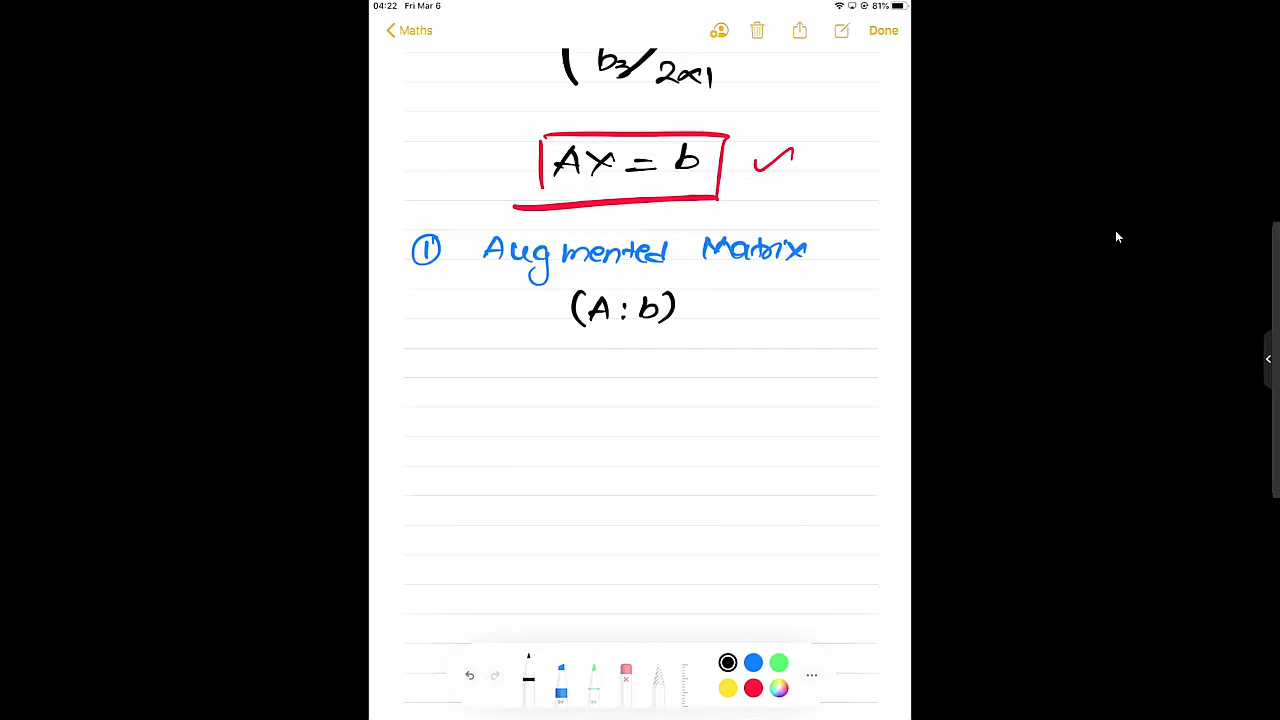 04:22 Fri Mar 6 81%
Maths Done
( b3 / 2x1
AX = b
① Augmented Matrix
(A : b)